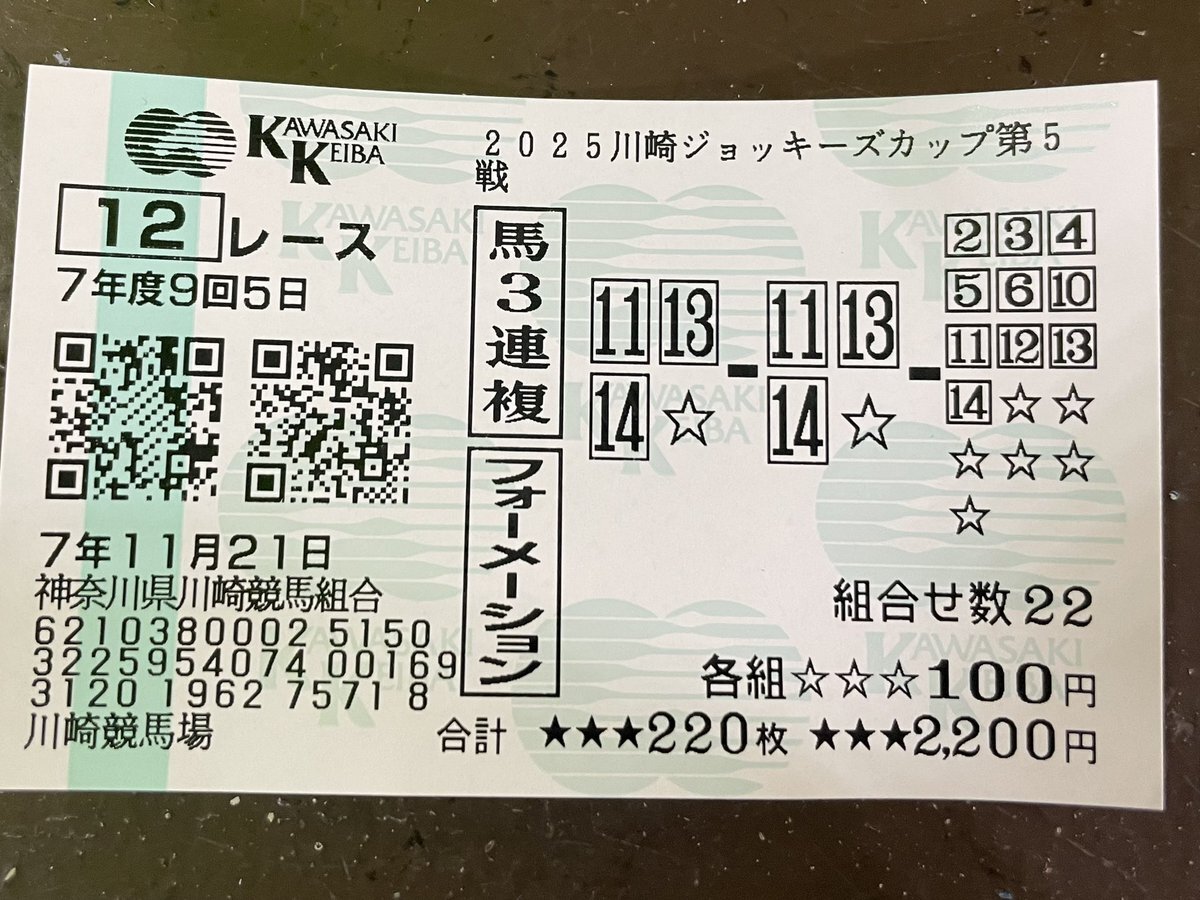 KAWASAKI KEIBA
2025川崎ジョッキーズカップ第5
戦
12レース
7年度9回5日
馬3連複
フォーメーション
11 13 - 11 13 - 2 3 4
14 ☆ 14 ☆ 5 6 10
11 12 13
14 ☆ ☆
☆ ☆ ☆
☆
7年11月21日
神奈川県川崎競馬組合
6210380002 5150
3225954074 00169
3120 1962 7571 8
川崎競馬場
組合せ数22
各組☆☆☆100円
合計 ★★★220枚 ★★★2,200円